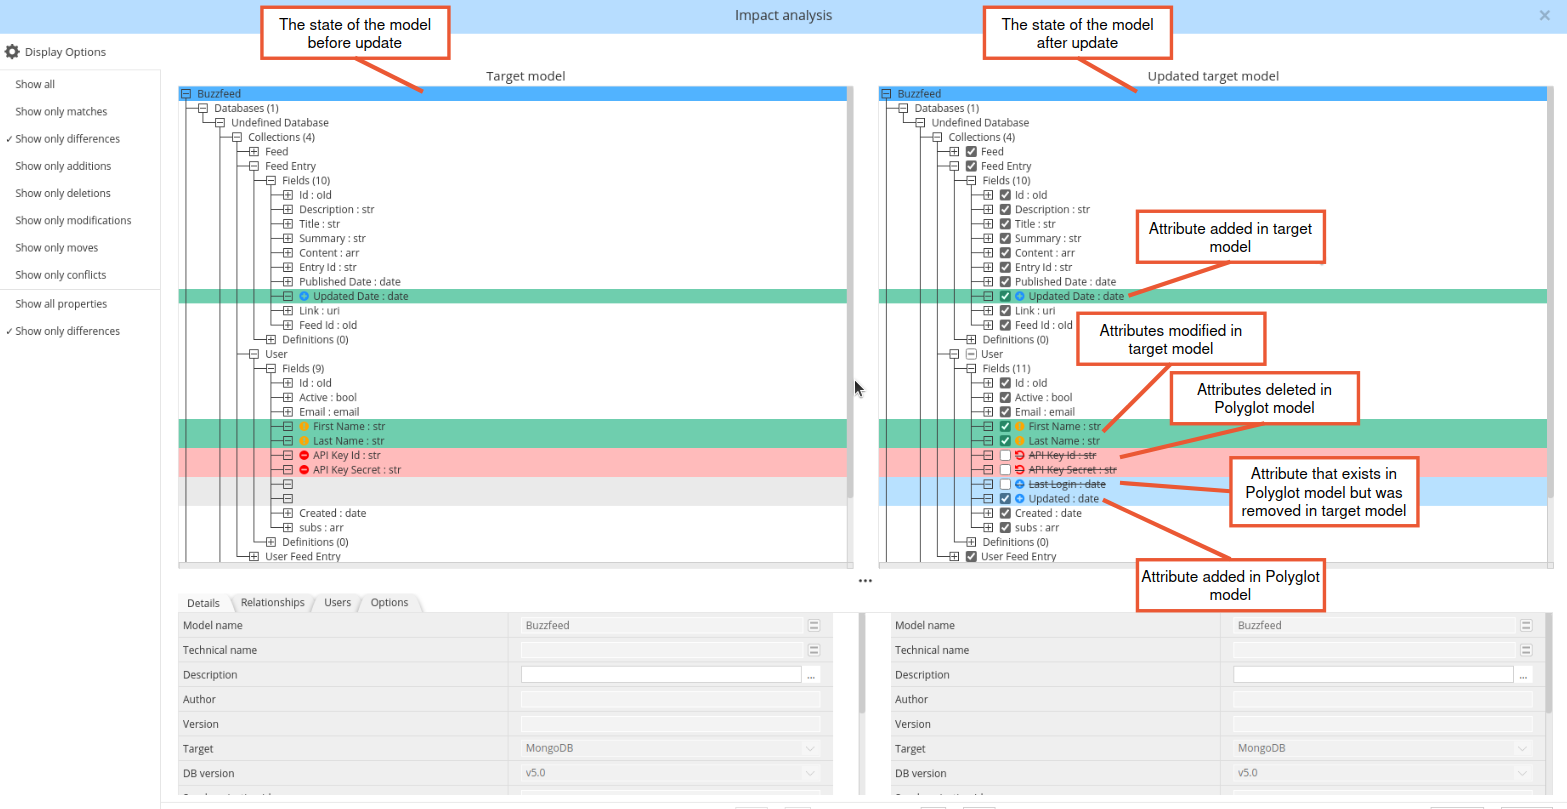 Impact analysis
The state of the model
before update
The state of the model
after update
Display Options
Show all
Show only matches
✓ Show only differences
Show only additions
Show only deletions
Show only modifications
Show only moves
Show only conflicts
Show all properties
✓ Show only differences
Target model
Buzzfeed
Databases (1)
Undefined Database
Collections (4)
Feed
Feed Entry
Fields (10)
Id : oId
Description : str
Title : str
Summary : str
Content : arr
Entry Id : str
Published Date : date
Updated Date : date
Link : uri
Feed Id : oId
Definitions (0)
User
Fields (9)
Id : oId
Active : bool
Email : email
First Name : str
Last Name : str
API Key Id : str
API Key Secret : str
Created : date
subs : arr
Definitions (0)
User Feed Entry
Updated target model
Buzzfeed
Databases (1)
Undefined Database
Collections (4)
Feed
Feed Entry
Fields (10)
Id : oId
Description : str
Title : str
Summary : str
Content : arr
Entry Id : str
Published Date : date
Updated Date : date
Link : uri
Feed Id : oId
Definitions (0)
User
Fields (11)
Id : oId
Active : bool
Email : email
First Name : str
Last Name : str
API Key Id : str
API Key Secret : str
Last Login : date
Updated : date
Created : date
subs : arr
Definitions (0)
User Feed Entry
Attribute added in target
model
Attributes modified in
target model
Attributes deleted in
Polyglot model
Attribute that exists in
Polyglot model but was
removed in target model
Attribute added in Polyglot
model
Details Relationships Users Options
Model name Buzzfeed
Technical name
Description ...
Author
Version
Target MongoDB
DB version v5.0
Model name Buzzfeed
Technical name
Description ...
Author
Version
Target MongoDB
DB version v5.0